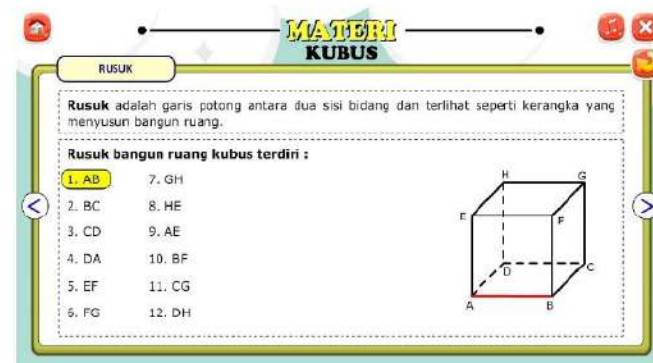 MATERI
KUBUS
RUSUK
Rusuk adalah garis potong antara dua sisi bidang dan terlihat seperti kerangka yang
menyusun bangun ruang.
Rusuk bangun ruang kubus terdiri :
1. AB
2. BC
3. CD
4. DA
5. EF
6. FG
7. GH
8. HE
9. AE
10. BF
11. CG
12. DH
H
G
E
F
D
C
A
B